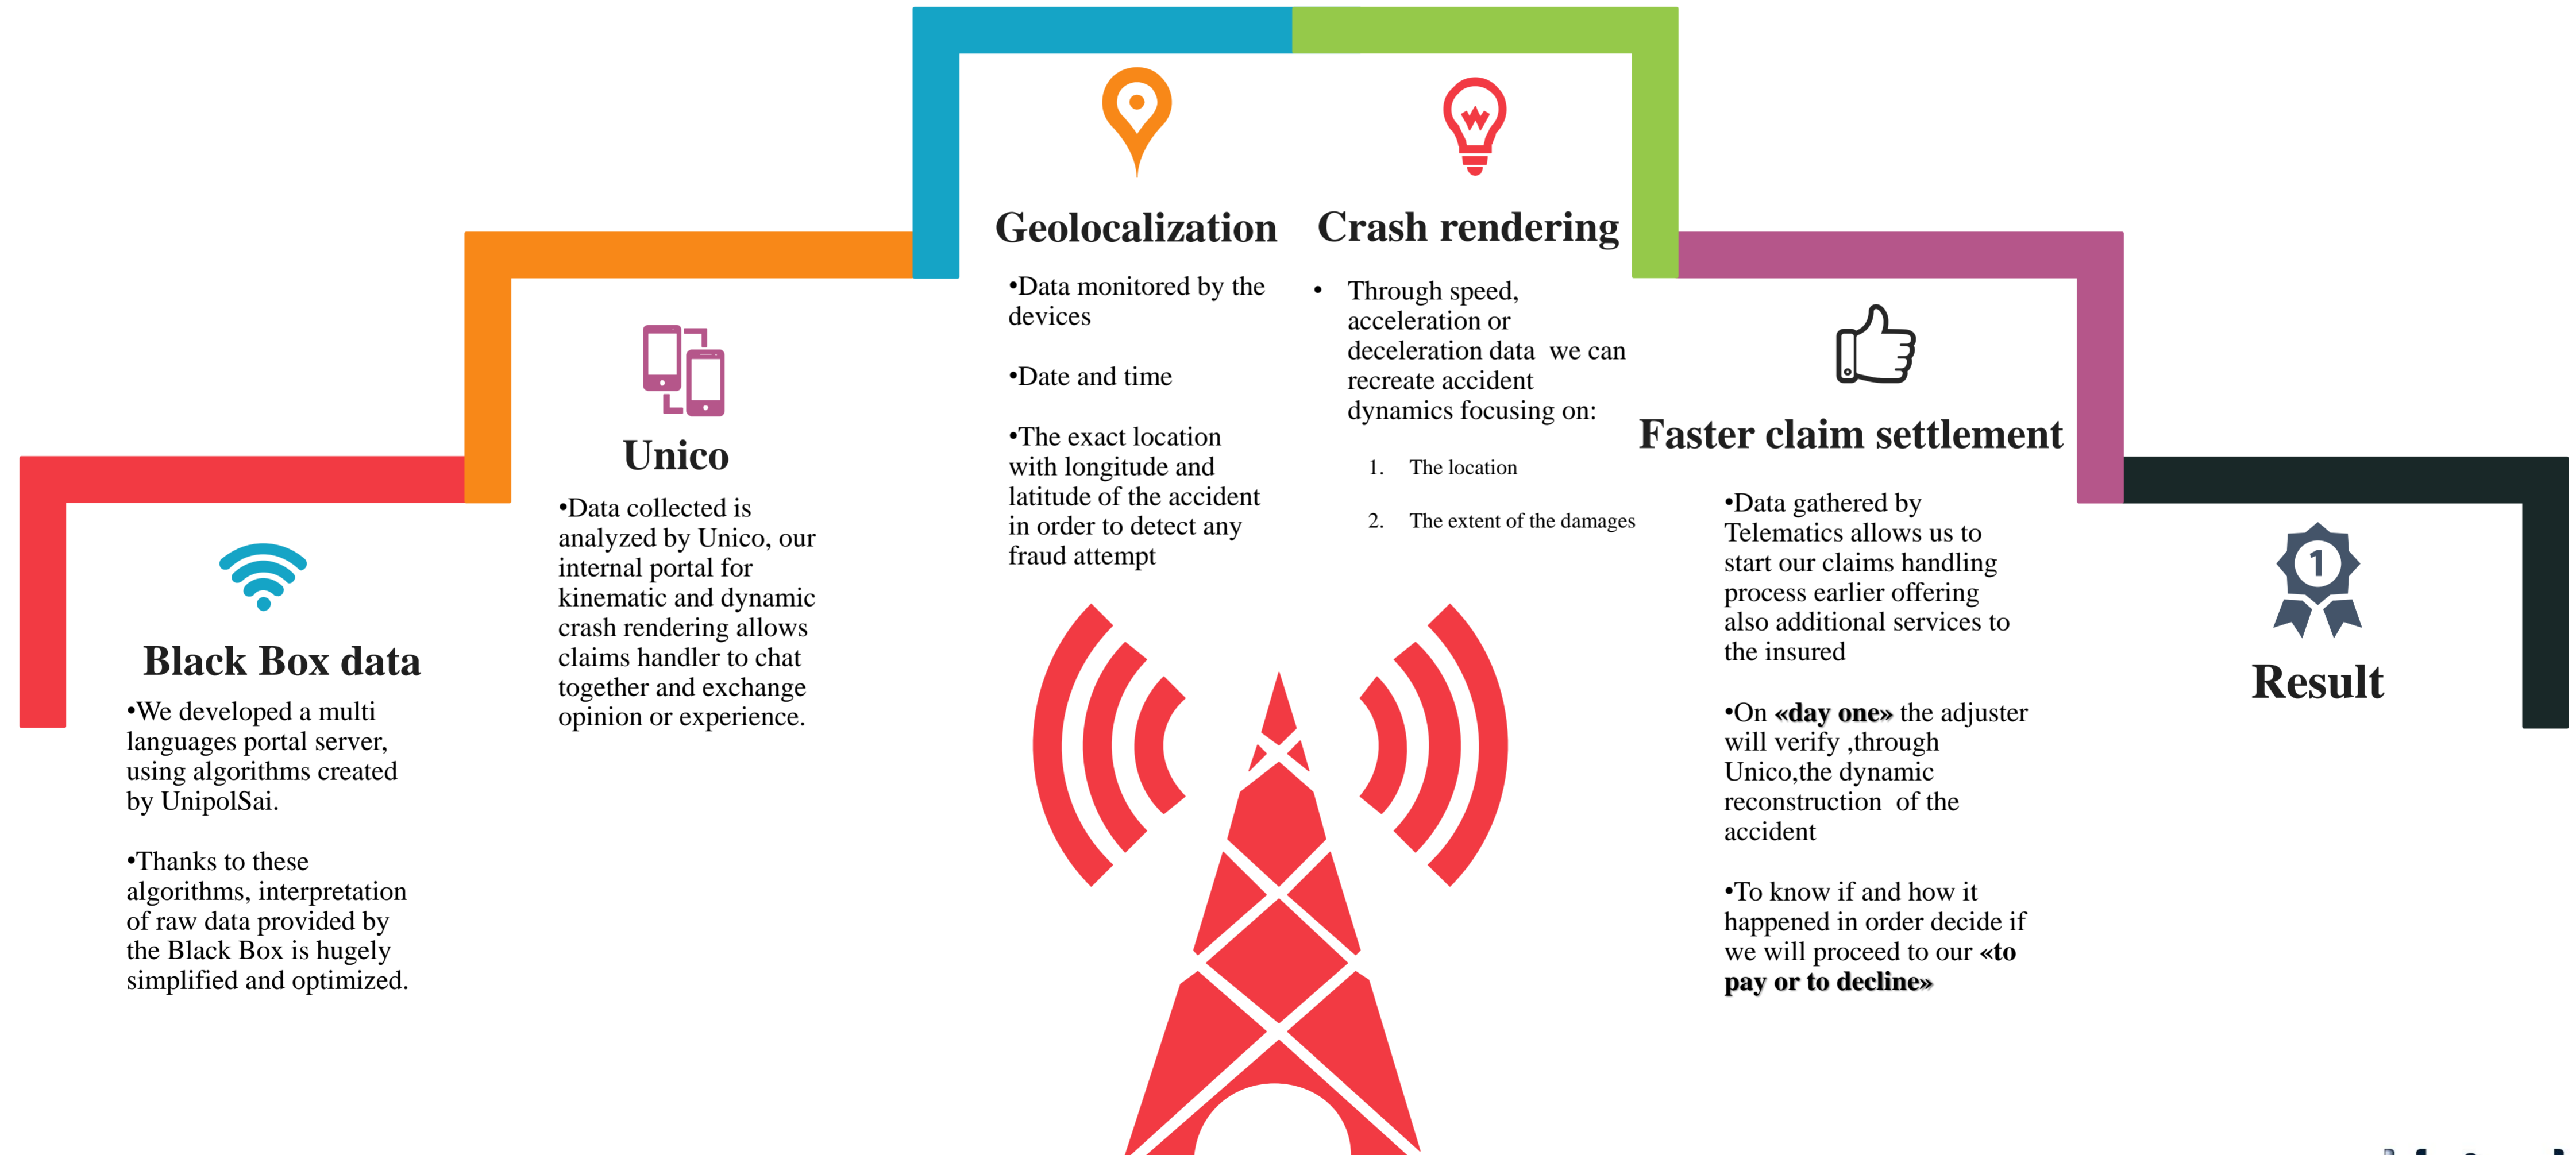 Black Box data
•We developed a multi
languages portal server,
using algorithms created
by UnipolSai.
•Thanks to these
algorithms, interpretation
of raw data provided by
the Black Box is hugely
simplified and optimized.
Unico
•Data collected is
analyzed by Unico, our
internal portal for
kinematic and dynamic
crash rendering allows
claims handler to chat
together and exchange
opinion or experience.
Geolocalization
•Data monitored by the
devices
•Date and time
•The exact location
with longitude and
latitude of the accident
in order to detect any
fraud attempt
Crash rendering
• Through speed,
acceleration or
deceleration data  we can
recreate accident
dynamics focusing on:
1. The location
2. The extent of the damages
Faster claim settlement
•Data gathered by
Telematics allows us to
start our claims handling
process earlier offering
also additional services to
the insured
•On «day one» the adjuster
will verify ,through
Unico,the dynamic
reconstruction  of the
accident
•To know if and how it
happened in order decide if
we will proceed to our «to
pay or to decline»
1
Result